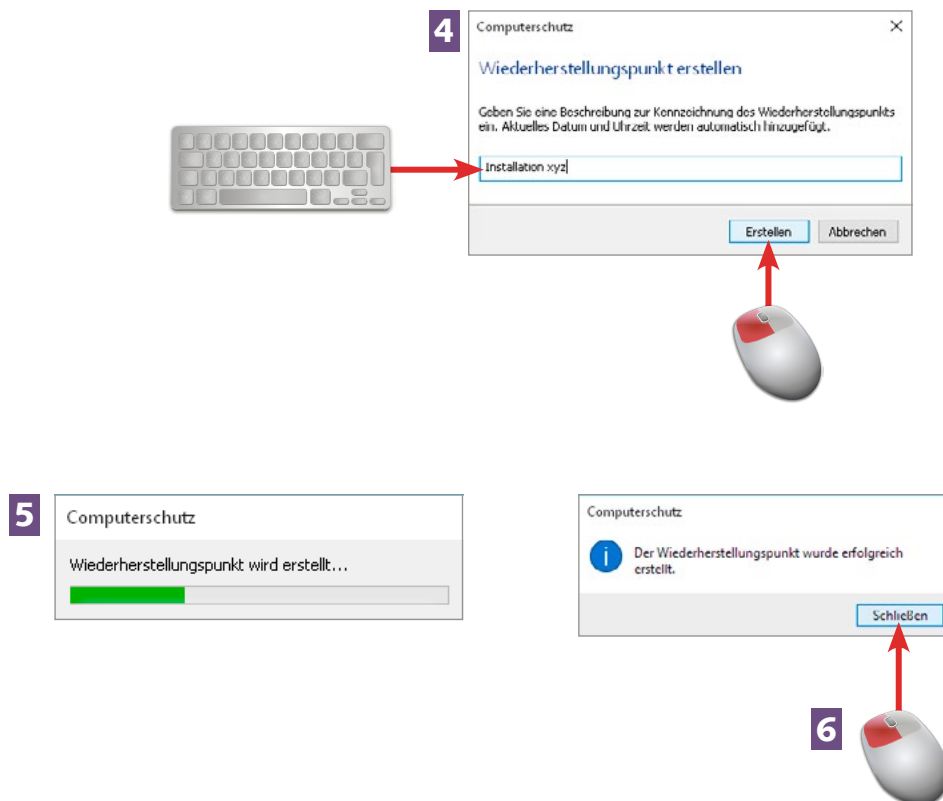 4
Computerschutz
Wiederherstellungspunkt erstellen
Geben Sie eine Beschreibung zur Kennzeichnung des Wiederherstellungspunkts
ein. Aktuelles Datum und Uhrzeit werden automatisch hinzugefügt.
Installation xyz
Erstellen Abbrechen
5
Computerschutz
Wiederherstellungspunkt wird erstellt...
Computerschutz
Der Wiederherstellungspunkt wurde erfolgreich
erstellt.
Schließen
6